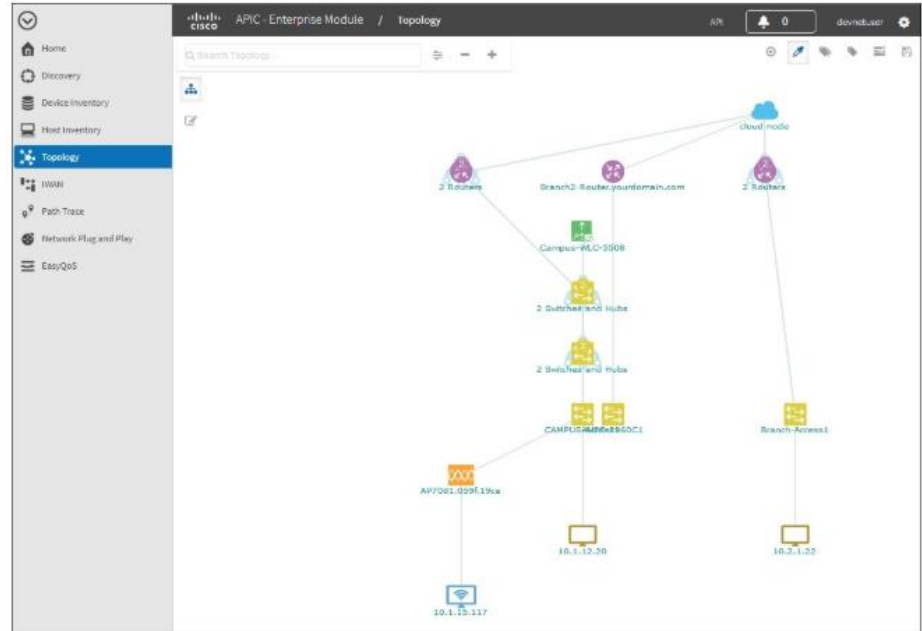 cisco APIC - Enterprise Module / Topology API 0 devnetuser
Home
Discovery
Device Inventory
Host Inventory
Topology
IWAN
Path Trace
Network Plug and Play
EasyQoS
Search Topology...
cloud node
2 Routers
Branch2-Router.yourdomain.com
2 Routers
Campus-WLC-5508
2 Switches and Hubs
2 Switches and Hubs
Branch-Access1
10.1.12.20
10.2.1.22
10.1.15.117